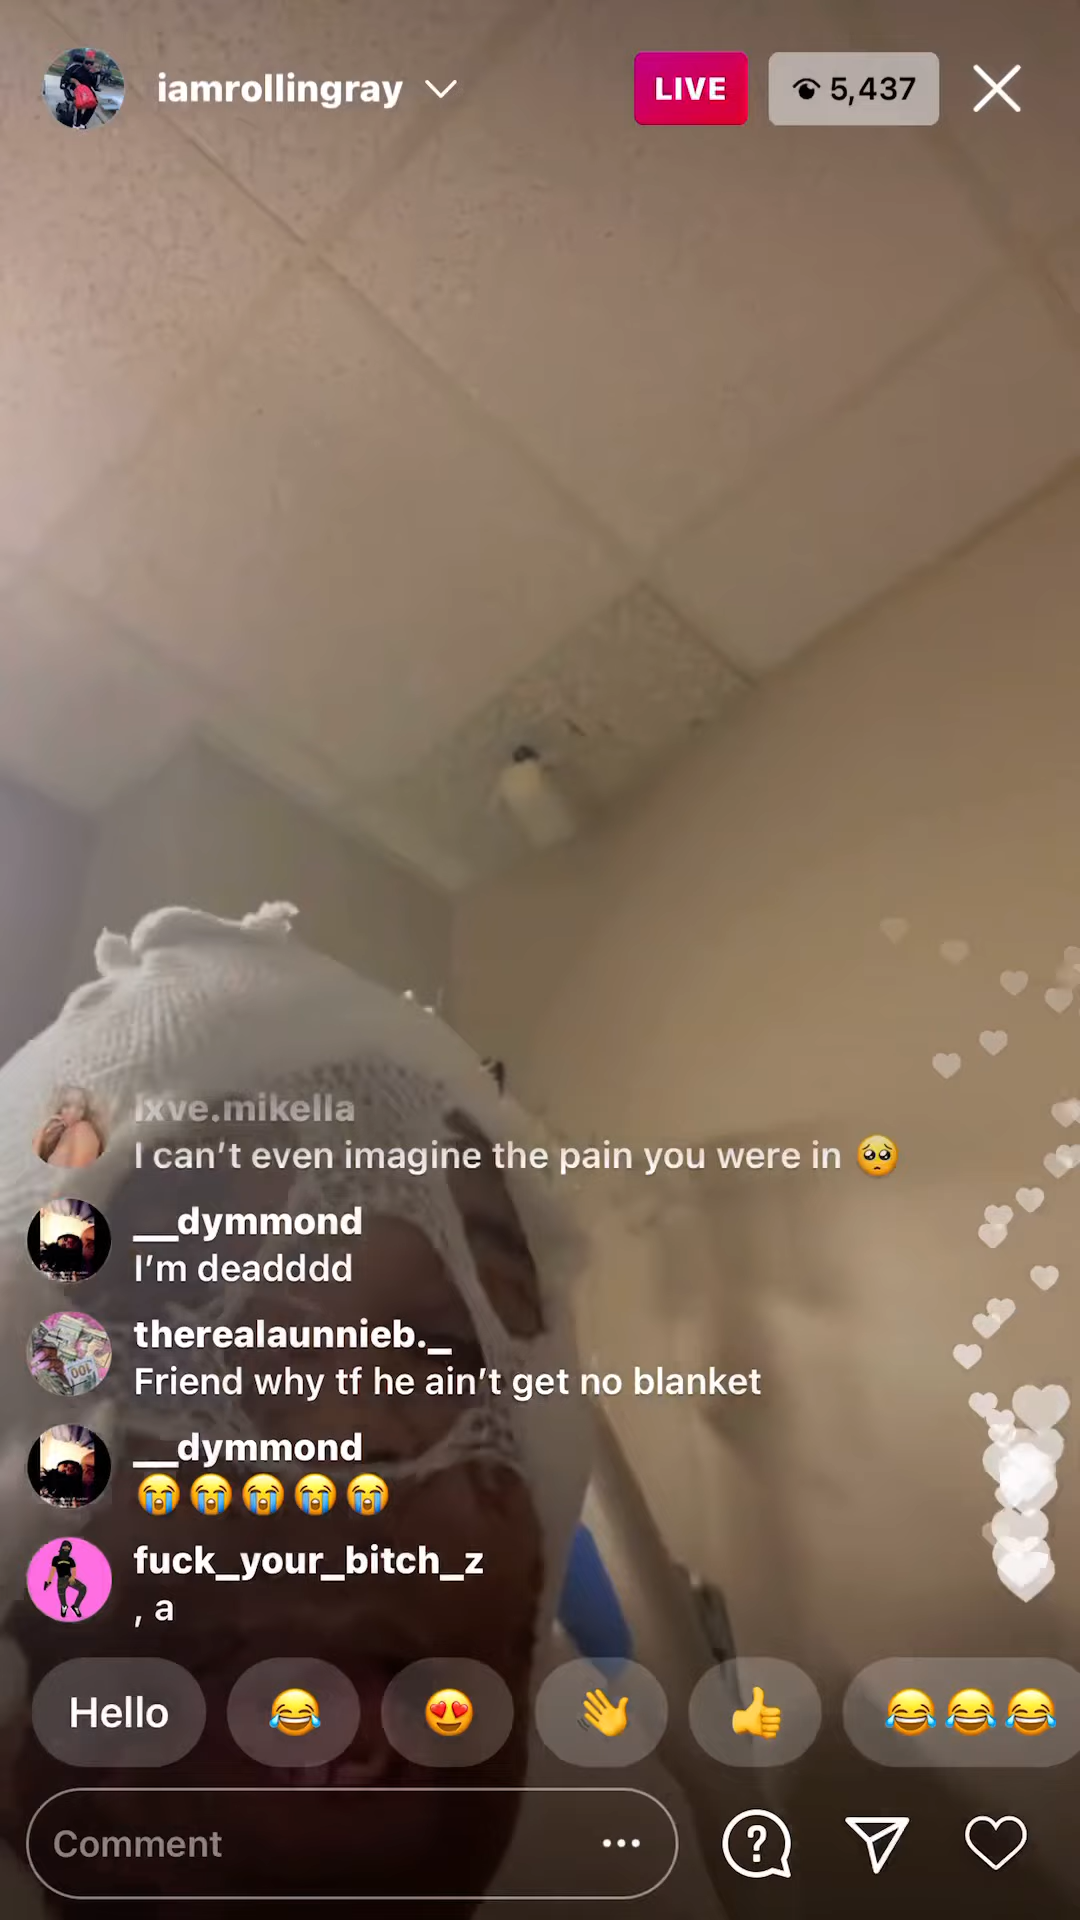 iamrollingray
LIVE
5,437
lxve.mikella
I can’t even imagine the pain you were in 🥺
__dymmond
I’m deadddd
therealaunnieb._
Friend why tf he ain’t get no blanket
__dymmond
😭😭😭😭😭
fuck_your_bitch_z
, a
Hello 😂 😍 👋 👍 😂😂😂
Comment